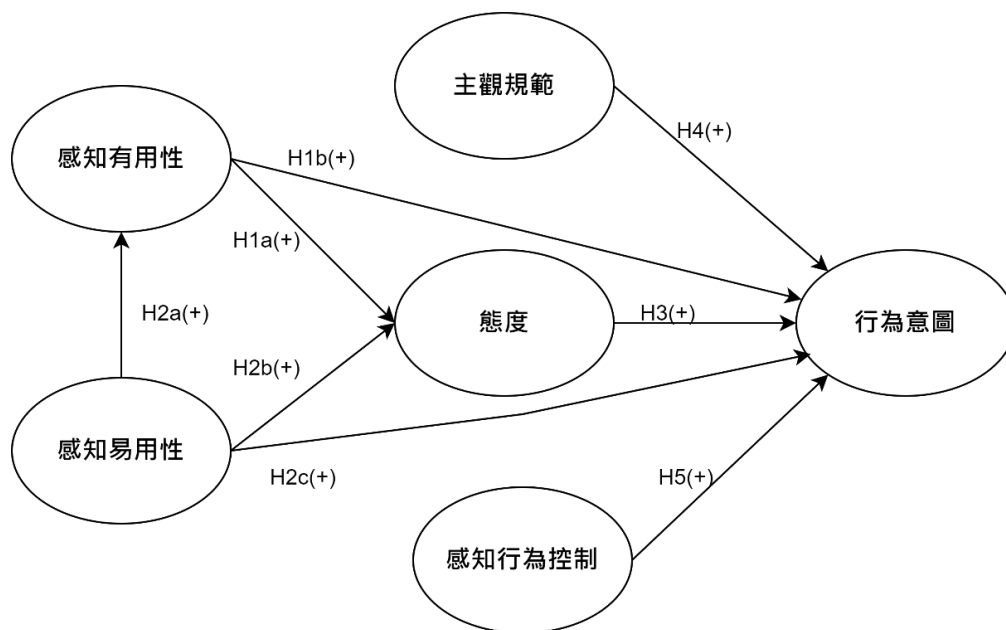 主觀規範
H4(+)
感知有用性
H1b(+)
H1a(+)
H2a(+)
態度
H3(+)
行為意圖
H2b(+)
感知易用性
H2c(+)
H5(+)
感知行為控制